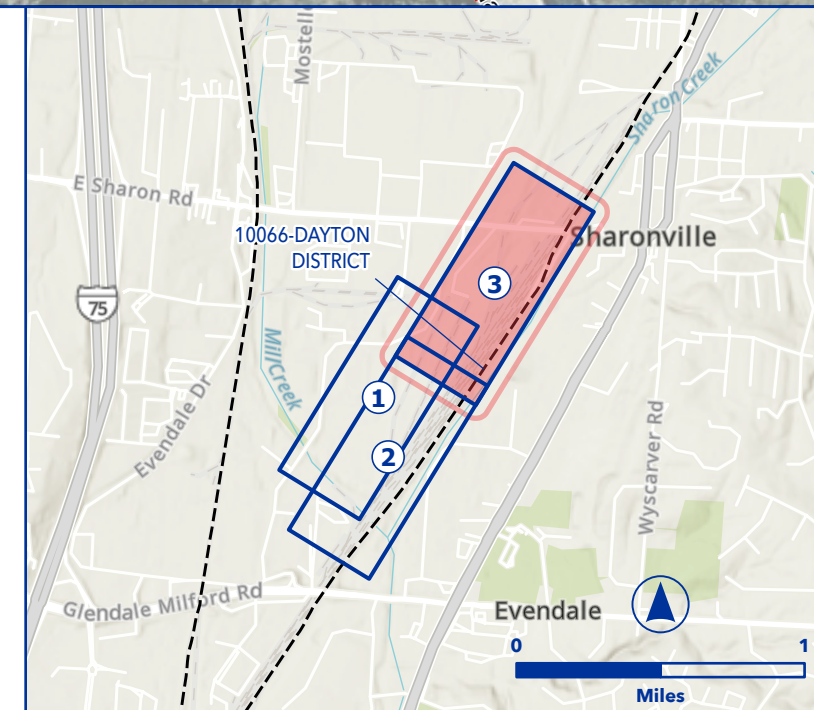 Mostelle
Sharon Creek
E Sharon Rd
10066-DAYTON
DISTRICT
Sharonville
3
75
Mill Creek
1
Evendale Dr
2
Wyscarver Rd
Glendale Milford Rd
Evendale
0 1
Miles